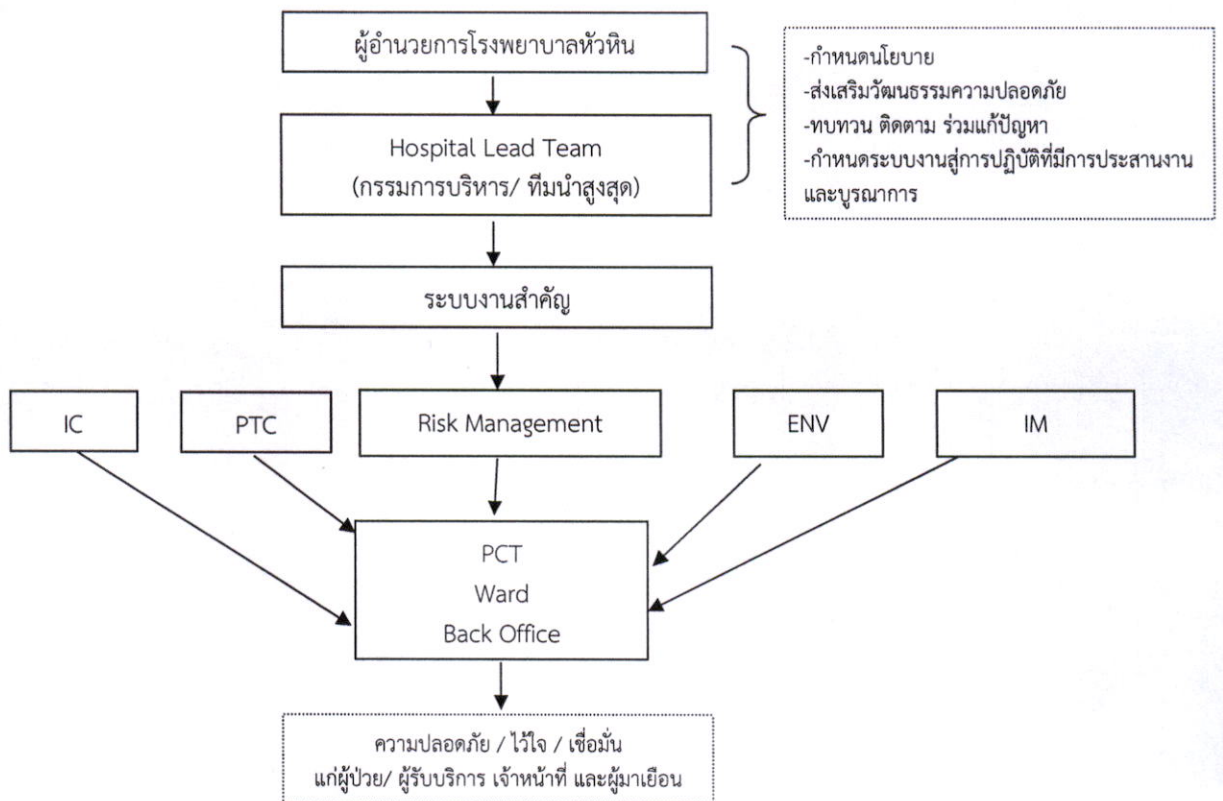 ผู้อำนวยการโรงพยาบาลหัวหิน
-กำหนดนโยบาย
-ส่งเสริมวัฒนธรรมความปลอดภัย
-ทบทวน ติดตาม ร่วมแก้ปัญหา
-กำหนดระบบงานสู่การปฏิบัติที่มีการประสานงาน
และบูรณาการ
Hospital Lead Team
(กรรมการบริหาร/ ทีมนำสูงสุด)
ระบบงานสำคัญ
IC
PTC
Risk Management
ENV
IM
PCT
Ward
Back Office
ความปลอดภัย / ไว้ใจ / เชื่อมั่น
แก่ผู้ป่วย/ ผู้รับบริการ เจ้าหน้าที่ และผู้มาเยือน